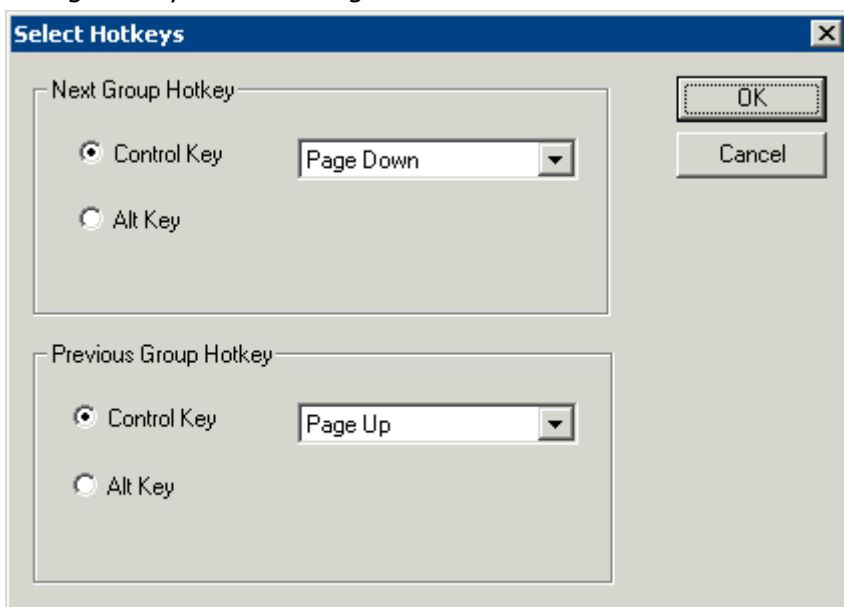 Select Hotkeys
Next Group Hotkey
OK
Control Key
Page Down
Cancel
Alt Key
Previous Group Hotkey
Control Key
Page Up
Alt Key